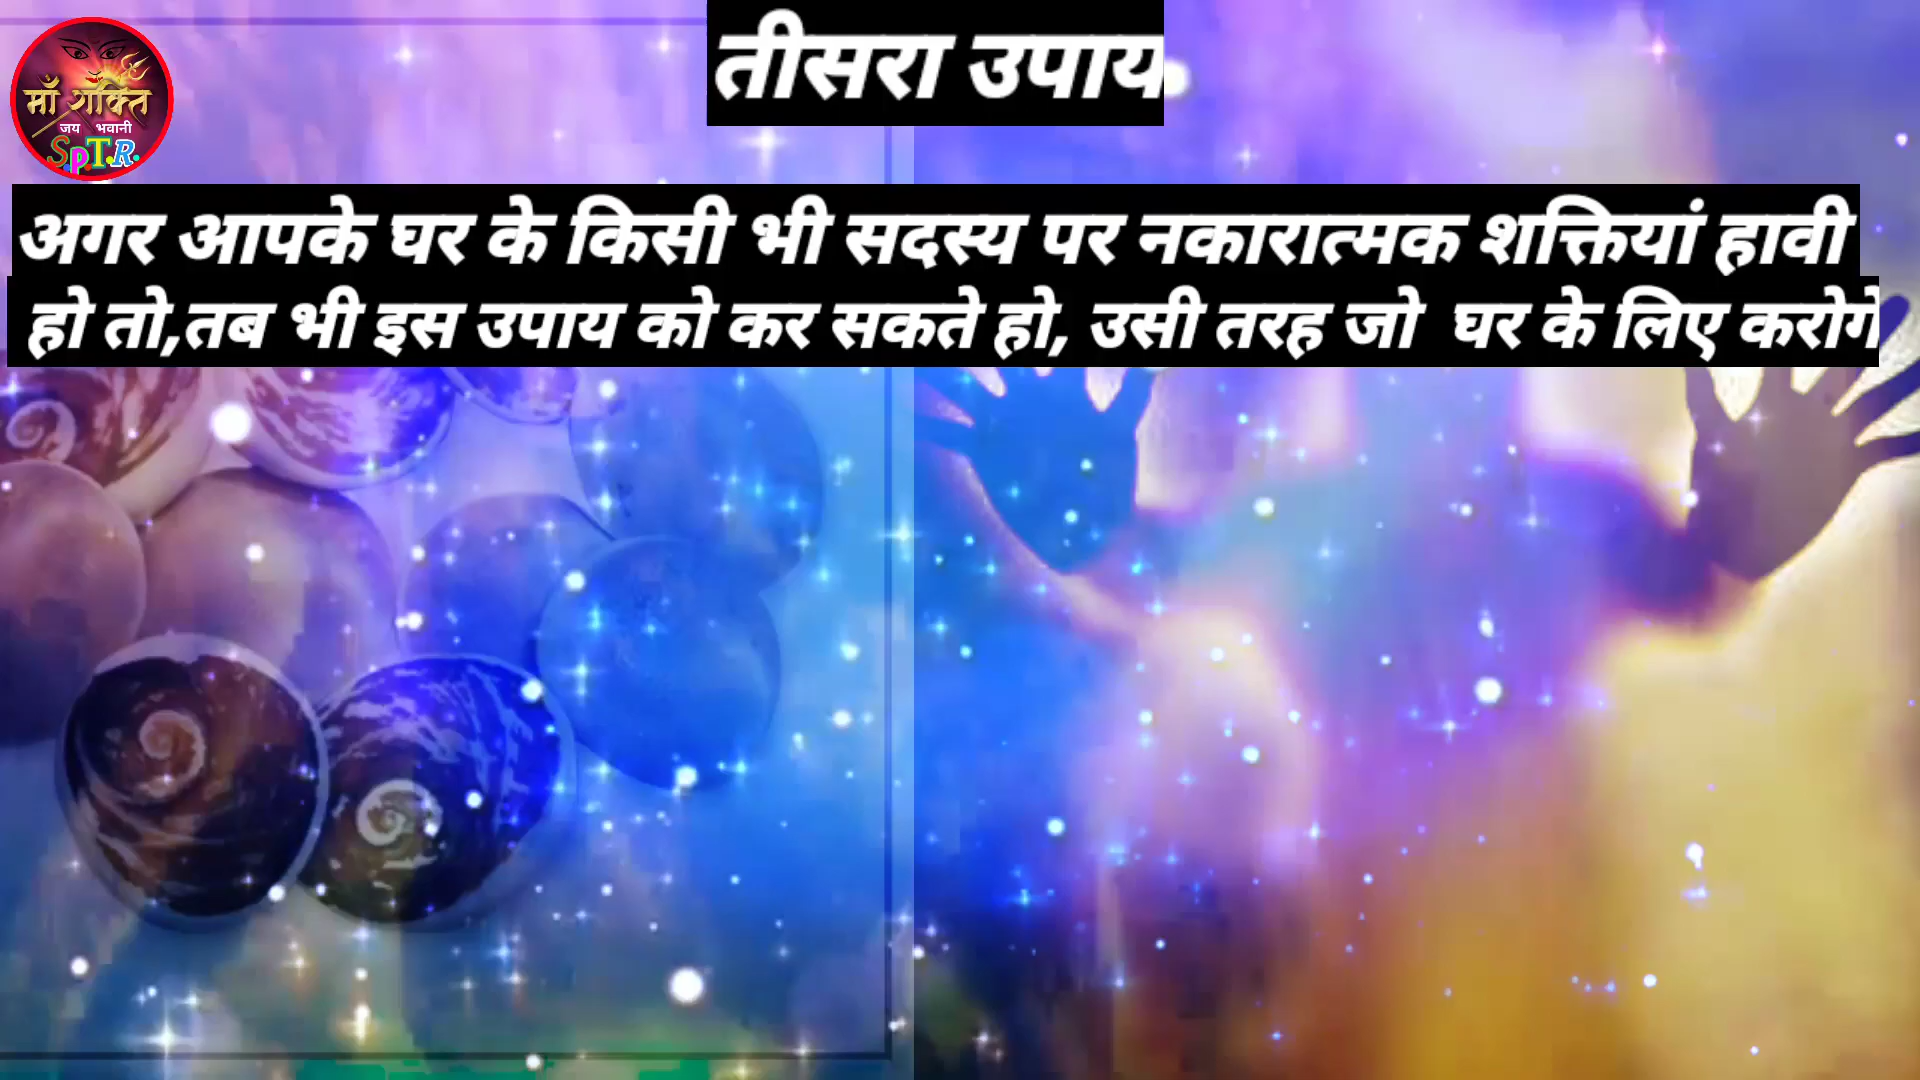 माँ शक्ति
जय भवानी
S.p.T.R.
तीसरा उपाय.
अगर आपके घर के किसी भी सदस्य पर नकारात्मक शक्तियां हावी
हो तो,तब भी इस उपाय को कर सकते हो, उसी तरह जो घर के लिए करोगे